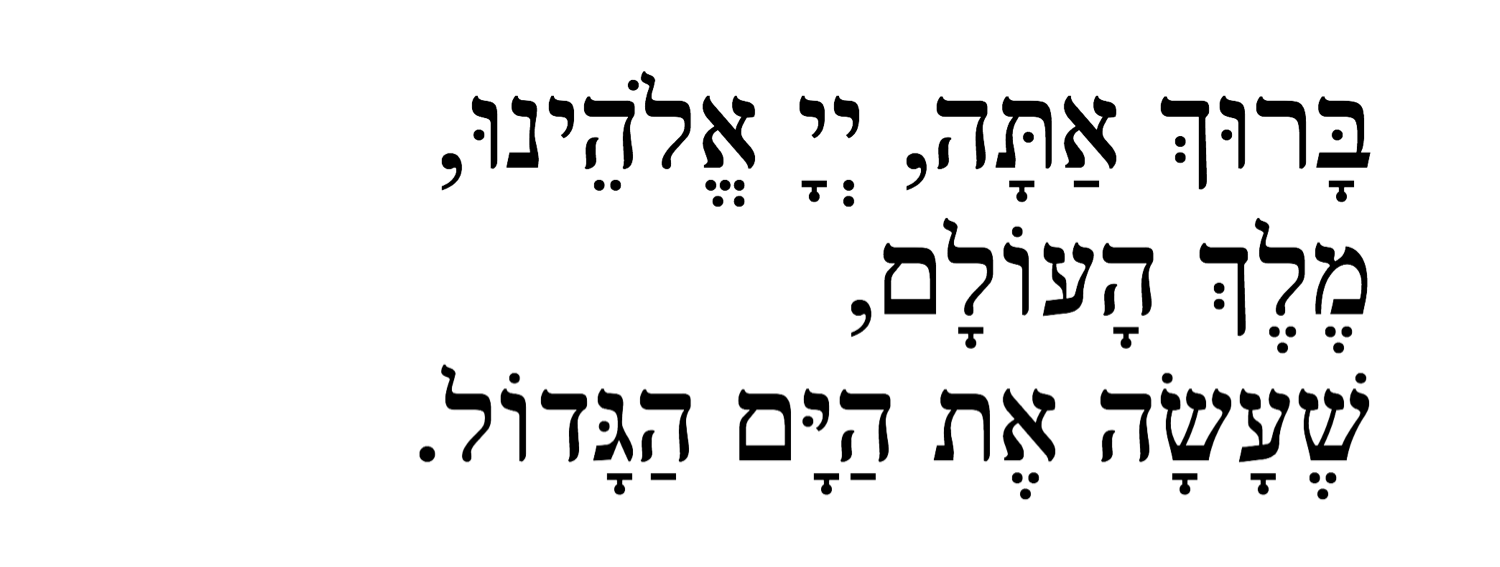 בָּרוּךְ אַתָּה, יְיָ אֱלֹהֵינוּ,
מֶלֶךְ הָעוֹלָם,
שֶׁעָשָׂה אֶת הַיָּם הַגָּדוֹל.